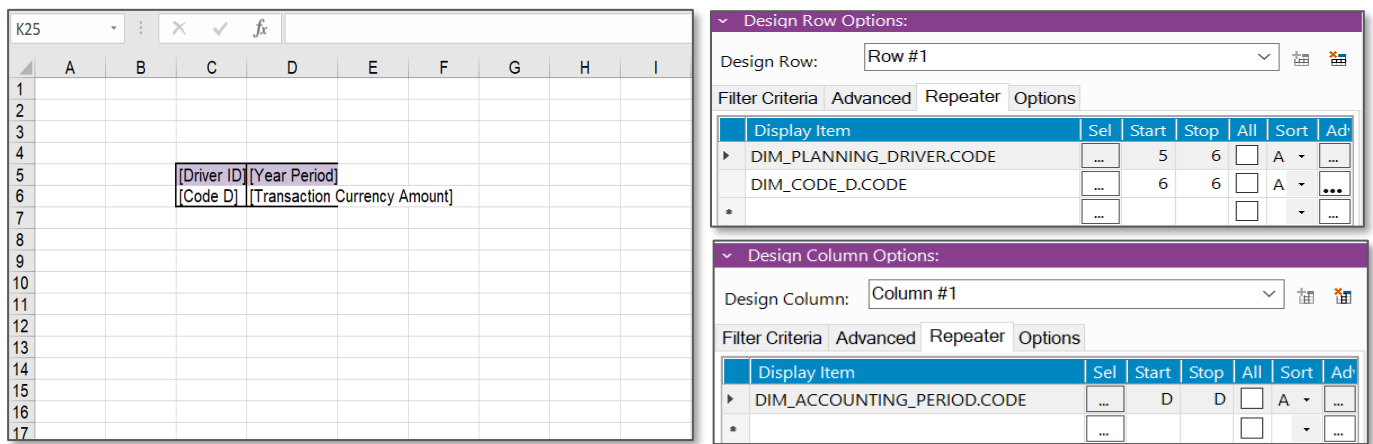 K25 fx
A B C D E F G H I
1
2
3
4
5 [Driver ID] [Year Period]
6 [Code D] [Transaction Currency Amount]
7
8
9
10
11
12
13
14
15
16
17
Design Row Options:
Design Row: Row #1
Filter Criteria Advanced Repeater Options
Display Item Sel Start Stop All Sort Ad
DIM_PLANNING_DRIVER.CODE ... 5 6 A ...
DIM_CODE_D.CODE ... 6 6 A ...
* ... ...
Design Column Options:
Design Column: Column #1
Filter Criteria Advanced Repeater Options
Display Item Sel Start Stop All Sort Ad
DIM_ACCOUNTING_PERIOD.CODE ... D D A ...
* ... ...